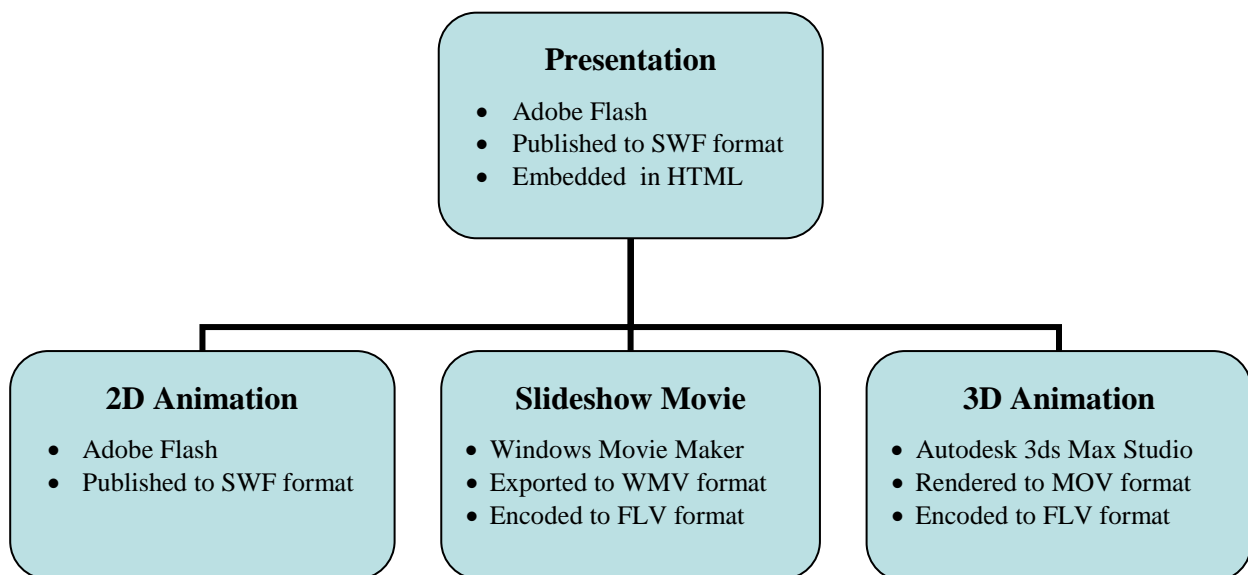 Presentation
• Adobe Flash
• Published to SWF format
• Embedded in HTML
2D Animation
• Adobe Flash
• Published to SWF format
Slideshow Movie
• Windows Movie Maker
• Exported to WMV format
• Encoded to FLV format
3D Animation
• Autodesk 3ds Max Studio
• Rendered to MOV format
• Encoded to FLV format